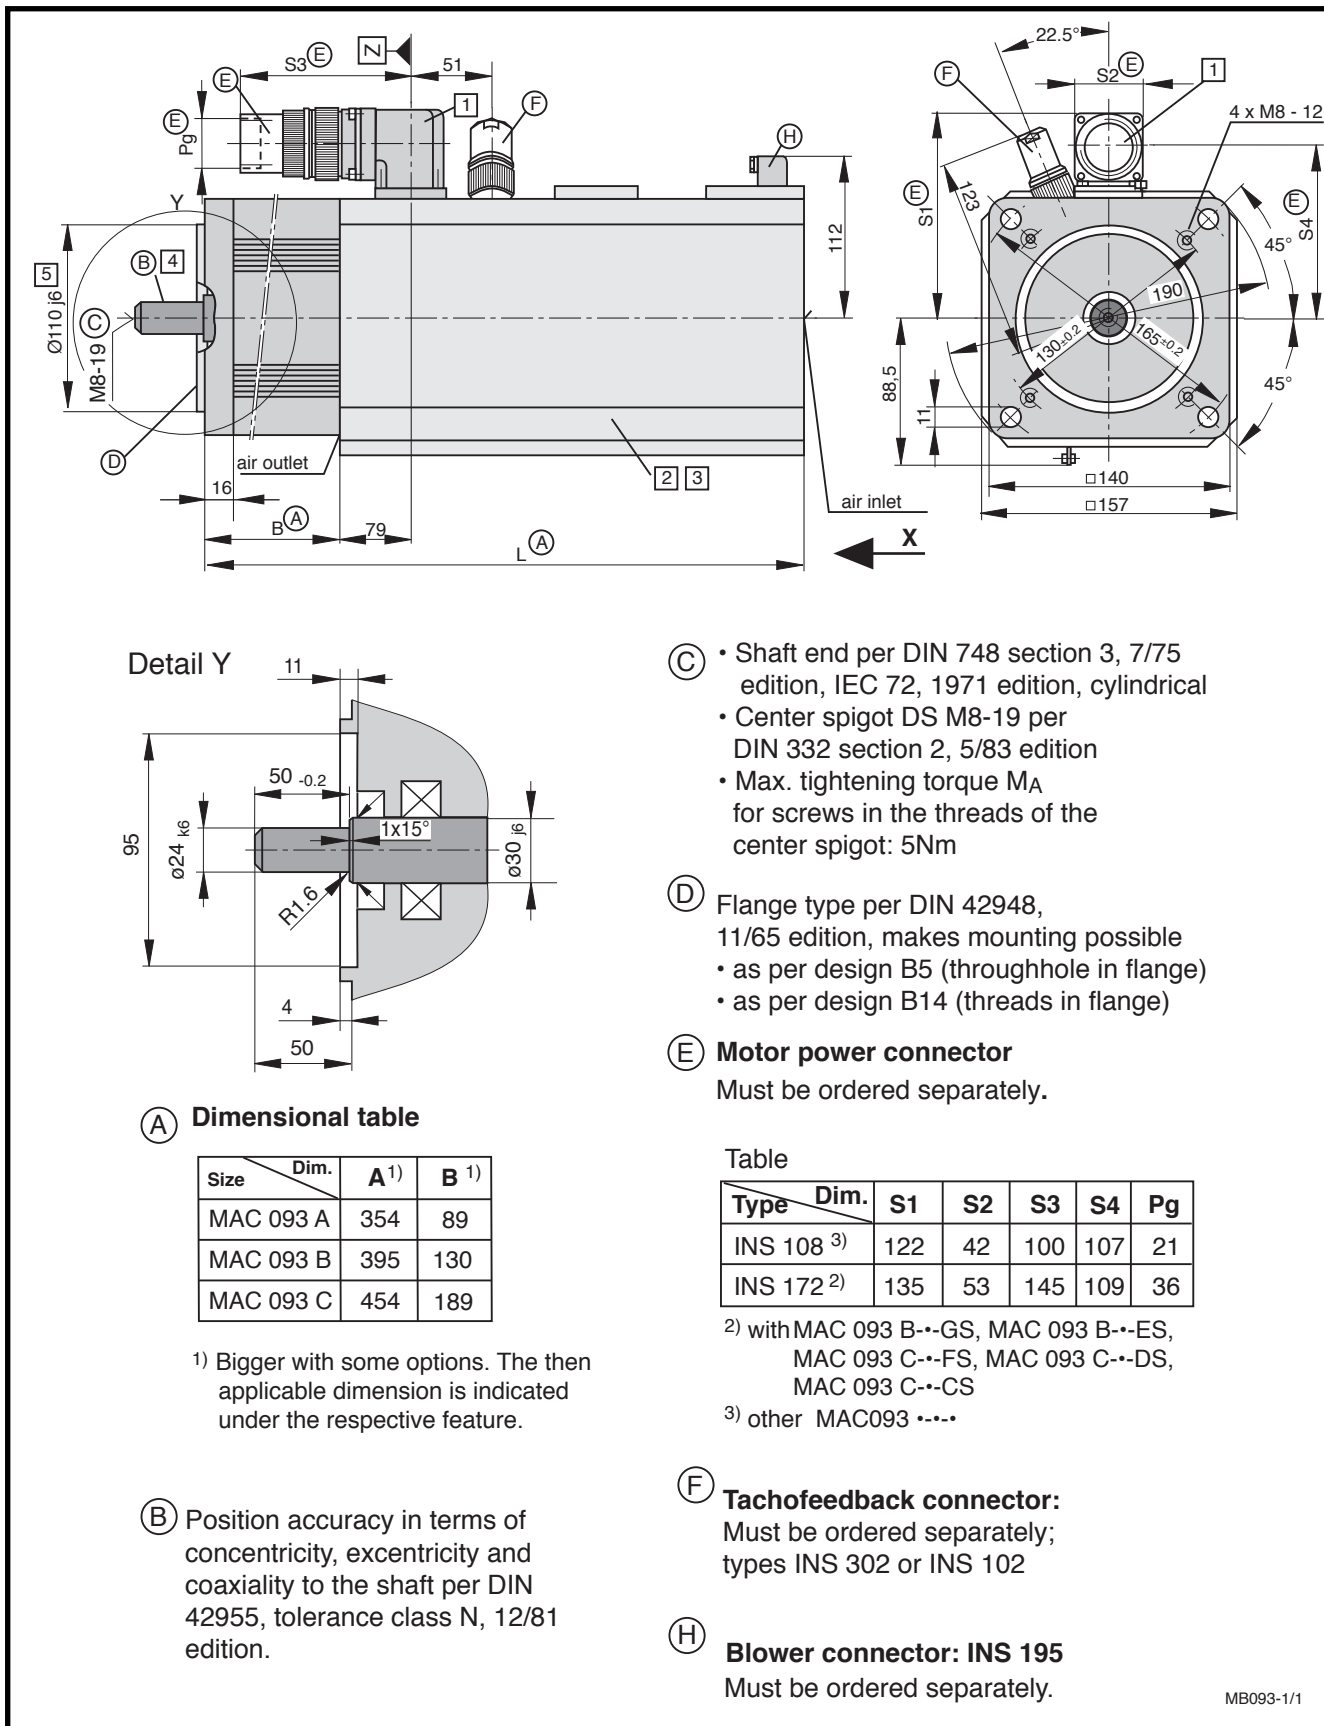 S3 Ⓔ
Z
51
22.5°
Ⓔ
1
Ⓕ
Ⓕ
S2 Ⓔ
1
4 x M8 - 12
Ⓔ
Pg
Ⓗ
Y
112
Ⓔ
S1
123
S4 Ⓔ
45°
5
Ø110 j6
Ⓑ 4
Ⓒ
M8-19
190
130±0.2
165±0.2
88,5
11
45°
Ⓓ
air outlet
2 3
16
air inlet
□140
□157
B Ⓐ
79
L Ⓐ
X
Detail Y
11
50 -0.2
95
ø24 k6
1x15°
ø30 j6
R1.6
4
50
Ⓒ
• Shaft end per DIN 748 section 3, 7/75
edition, IEC 72, 1971 edition, cylindrical
• Center spigot DS M8-19 per
DIN 332 section 2, 5/83 edition
• Max. tightening torque MA
for screws in the threads of the
center spigot: 5Nm
Ⓓ
Flange type per DIN 42948,
11/65 edition, makes mounting possible
• as per design B5 (throughhole in flange)
• as per design B14 (threads in flange)
Ⓔ Motor power connector
Must be ordered separately.
Ⓐ Dimensional table
Size Dim. A 1) B 1)
MAC 093 A 354 89
MAC 093 B 395 130
MAC 093 C 454 189
1) Bigger with some options. The then
applicable dimension is indicated
under the respective feature.
Ⓑ Position accuracy in terms of
concentricity, excentricity and
coaxiality to the shaft per DIN
42955, tolerance class N, 12/81
edition.
Table
Type Dim. S1 S2 S3 S4 Pg
INS 108 3) 122 42 100 107 21
INS 172 2) 135 53 145 109 36
2) with MAC 093 B-•-GS, MAC 093 B-•-ES,
MAC 093 C-•-FS, MAC 093 C-•-DS,
MAC 093 C-•-CS
3) other MAC093 •-•-•
Ⓕ Tachofeedback connector:
Must be ordered separately;
types INS 302 or INS 102
Ⓗ Blower connector: INS 195
Must be ordered separately.
MB093-1/1